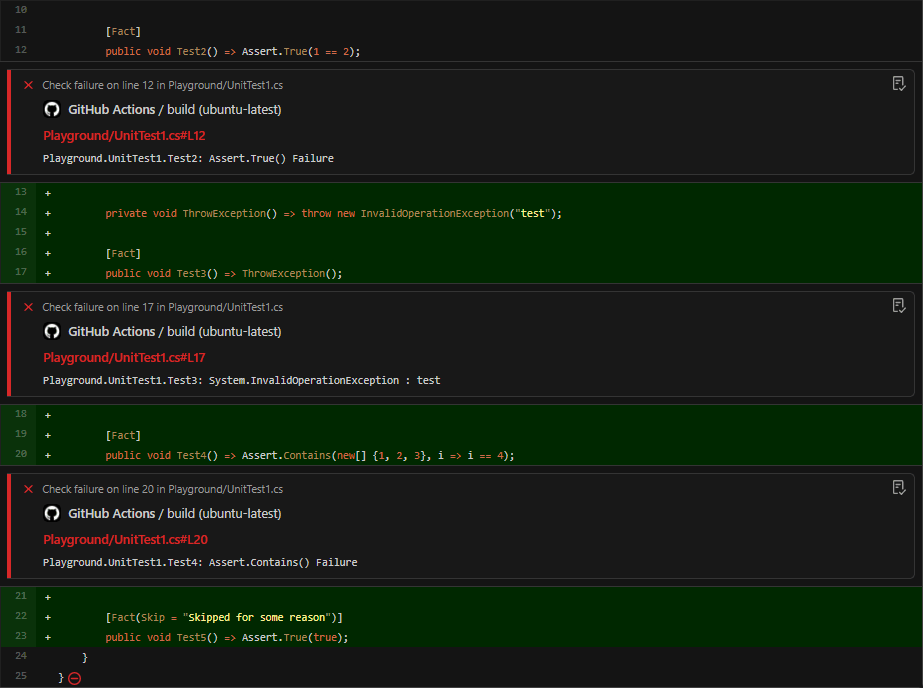 10
11 [Fact]
12 public void Test2() => Assert.True(1 == 2);
Check failure on line 12 in Playground/UnitTest1.cs
GitHub Actions / build (ubuntu-latest)
Playground/UnitTest1.cs#L12
Playground.UnitTest1.Test2: Assert.True() Failure
13 +
14 + private void ThrowException() => throw new InvalidOperationException("test");
15 +
16 + [Fact]
17 + public void Test3() => ThrowException();
Check failure on line 17 in Playground/UnitTest1.cs
GitHub Actions / build (ubuntu-latest)
Playground/UnitTest1.cs#L17
Playground.UnitTest1.Test3: System.InvalidOperationException : test
18 +
19 + [Fact]
20 + public void Test4() => Assert.Contains(new[] {1, 2, 3}, i => i == 4);
Check failure on line 20 in Playground/UnitTest1.cs
GitHub Actions / build (ubuntu-latest)
Playground/UnitTest1.cs#L20
Playground.UnitTest1.Test4: Assert.Contains() Failure
21 +
22 + [Fact(Skip = "Skipped for some reason")]
23 + public void Test5() => Assert.True(true);
24 }
25 }